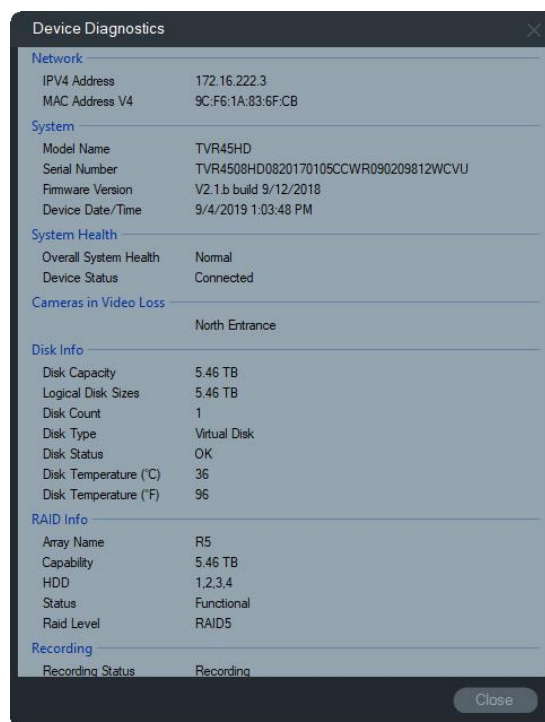 Device Diagnostics
Network
IPV4 Address 172.16.222.3
MAC Address V4 9C:F6:1A:83:6F:CB
System
Model Name TVR45HD
Serial Number TVR4508HD0820170105CCWR090209812WCVU
Firmware Version V2.1.b build 9/12/2018
Device Date/Time 9/4/2019 1:03:48 PM
System Health
Overall System Health Normal
Device Status Connected
Cameras in Video Loss
North Entrance
Disk Info
Disk Capacity 5.46 TB
Logical Disk Sizes 5.46 TB
Disk Count 1
Disk Type Virtual Disk
Disk Status OK
Disk Temperature (°C) 36
Disk Temperature (°F) 96
RAID Info
Array Name R5
Capability 5.46 TB
HDD 1,2,3,4
Status Functional
Raid Level RAID5
Recording
Recording Status Recording
Close